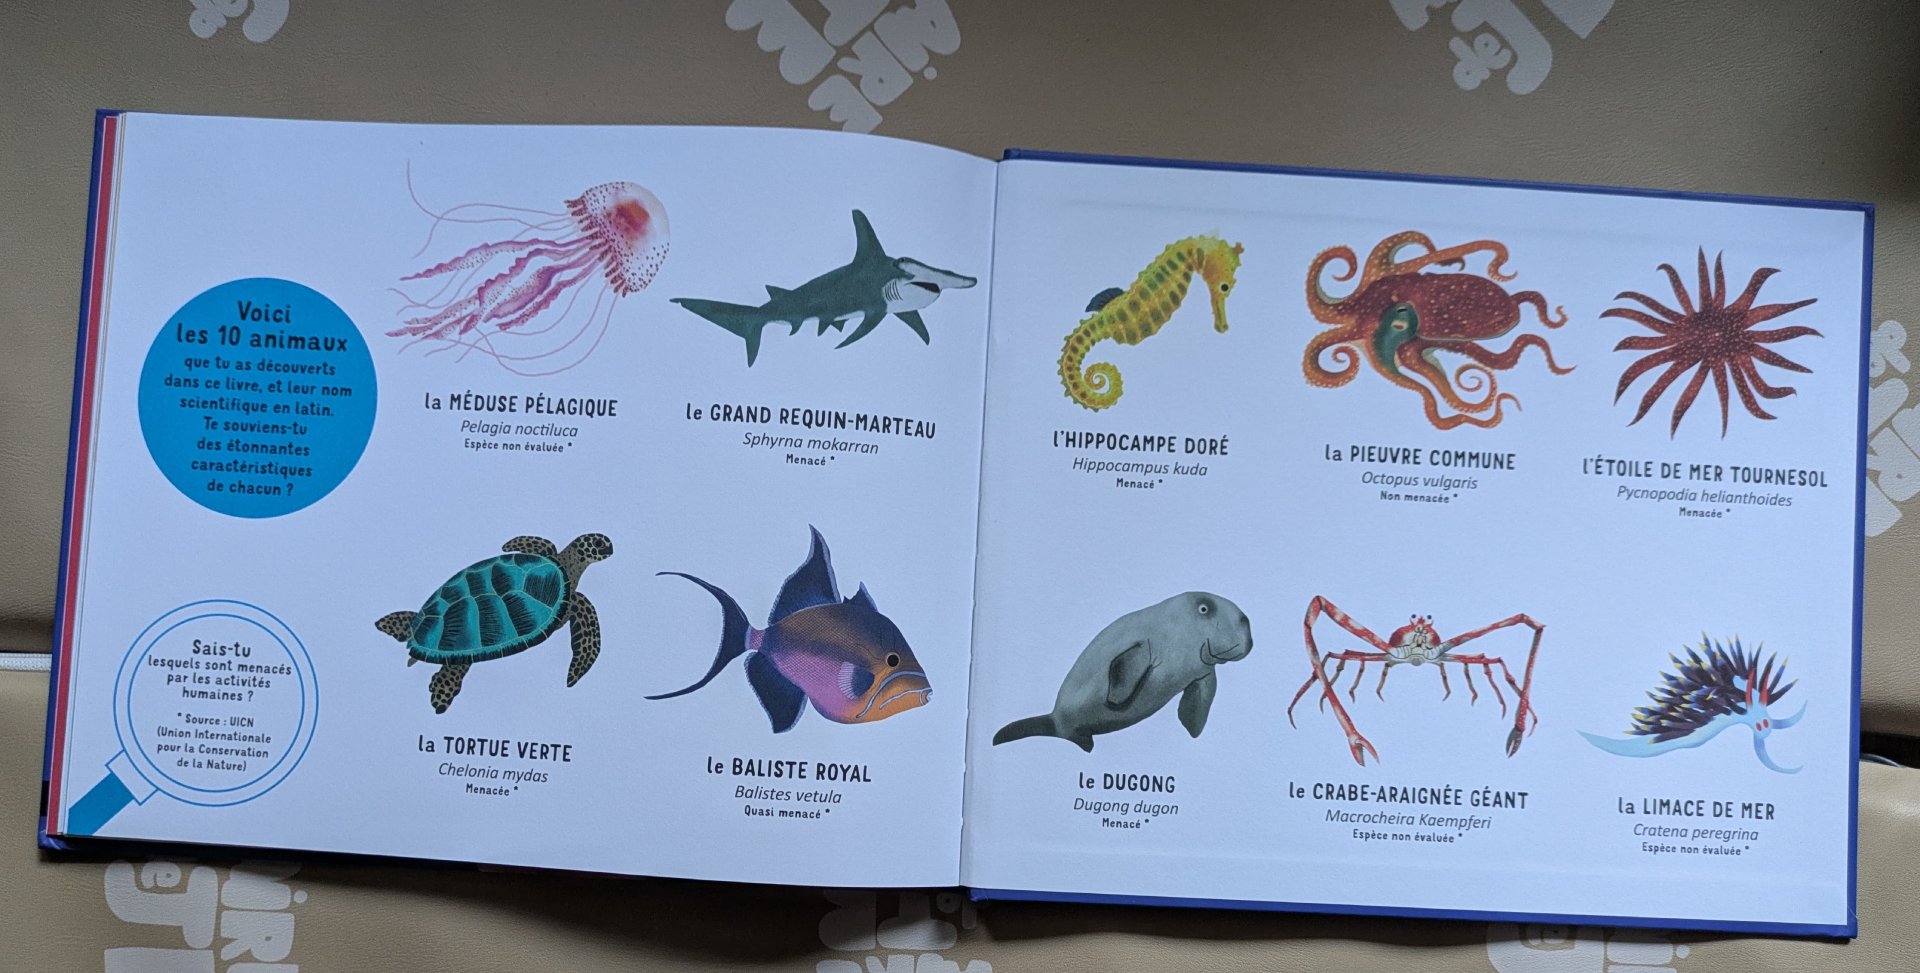 Voici
les 10 animaux
que tu as découverts
dans ce livre, et leur nom
scientifique en latin.
Te souviens-tu
des étonnantes
caractéristiques
de chacun ?
la MÉDUSE PÉLAGIQUE
Pelagia noctiluca
Espèce non évaluée *
le GRAND REQUIN-MARTEAU
Sphyrna mokarran
Menacé *
Sais-tu
lesquels sont menacés
par les activités
humaines ?
* Source : UICN
(Union Internationale
pour la Conservation
de la Nature)
la TORTUE VERTE
Chelonia mydas
Menacée *
le BALISTE ROYAL
Balistes vetula
Quasi menacé *
l'HIPPOCAMPE DORÉ
Hippocampus kuda
Menacé *
la PIEUVRE COMMUNE
Octopus vulgaris
Non menacée *
l'ÉTOILE DE MER TOURNESOL
Pycnopodia helianthoides
Menacée *
le DUGONG
Dugong dugon
Menacé *
le CRABE-ARAIGNÉE GÉANT
Macrocheira Kaempferi
Espèce non évaluée *
la LIMACE DE MER
Cratena peregrina
Espèce non évaluée *